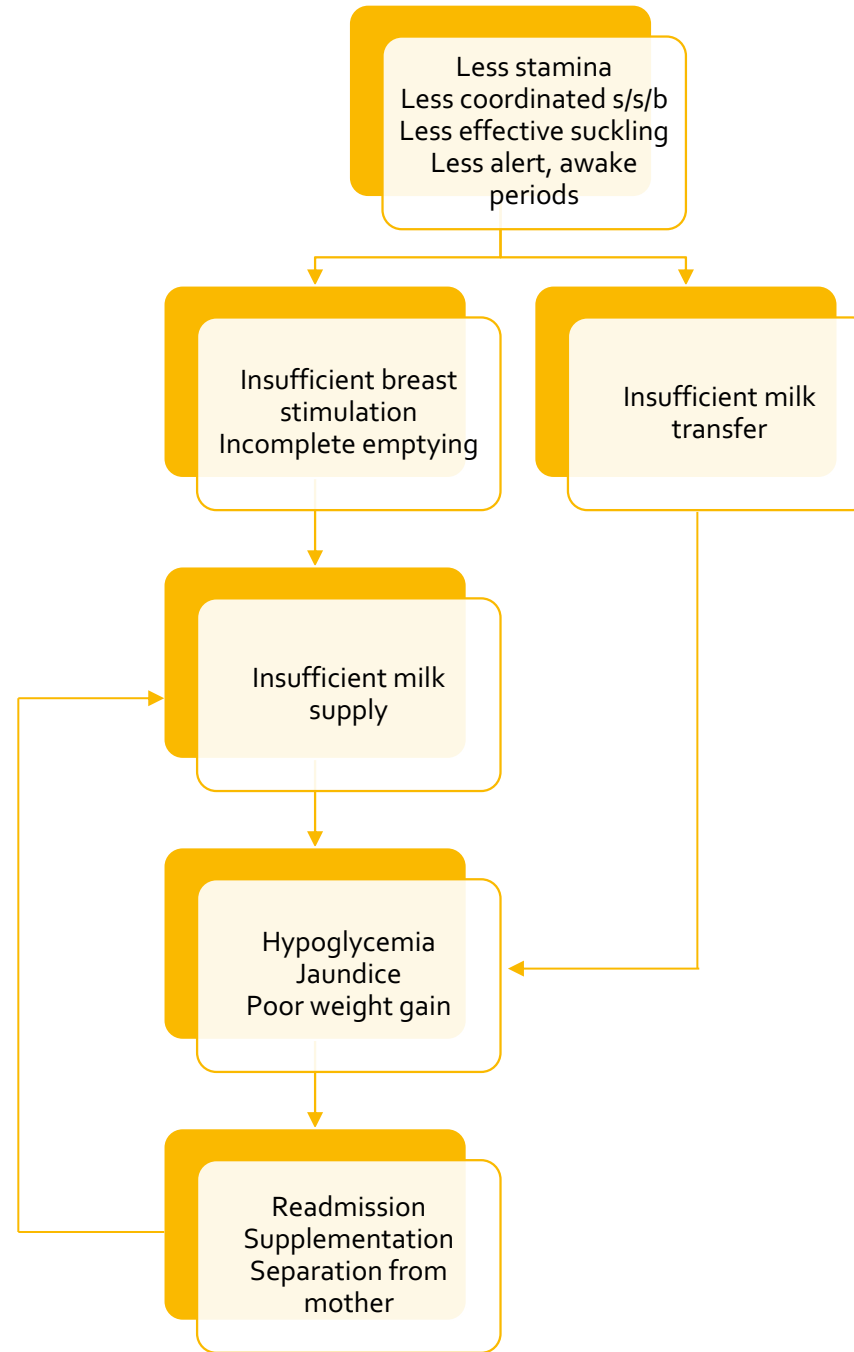 Less stamina
Less coordinated s/s/b
Less effective suckling
Less alert, awake
periods
Insufficient breast
stimulation
Incomplete emptying
Insufficient milk
transfer
Insufficient milk
supply
Hypoglycemia
Jaundice
Poor weight gain
Readmission
Supplementation
Separation from
mother